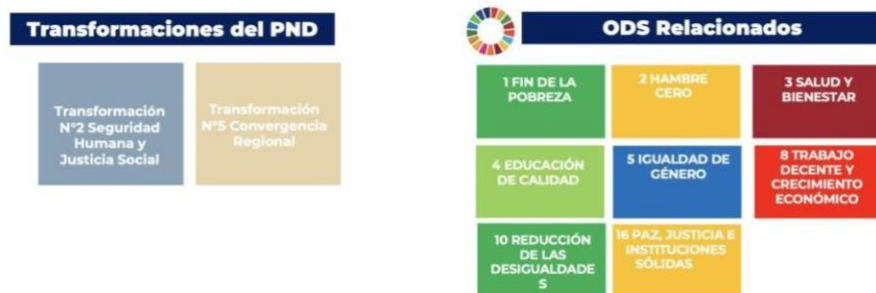 Transformaciones del PND
Transformación
N°2 Seguridad
Humana y
Justicia Social
Transformación
N°5 Convergencia
Regional
ODS Relacionados
1 FIN DE LA
POBREZA
2 HAMBRE
CERO
3 SALUD Y
BIENESTAR
4 EDUCACIÓN
DE CALIDAD
5 IGUALDAD DE
GÉNERO
8 TRABAJO
DECENTE Y
CRECIMIENTO
ECONÓMICO
10 REDUCCIÓN
DE LAS
DESIGUALDADE
S
16 PAZ, JUSTICIA E
INSTITUCIONES
SÓLIDAS